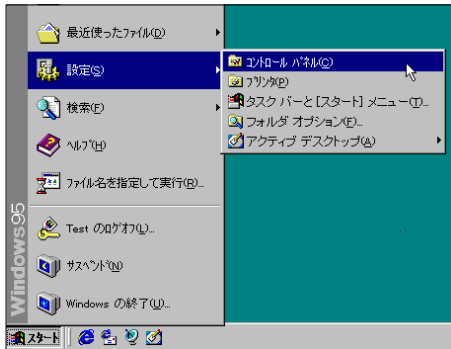 最近使ったファイル(D)
設定(S)
検索(F)
ヘルプ(H)
ファイル名を指定して実行(R)...
Test のログオフ(L)...
サスペンド(N)
Windows の終了(U)...
コントロール パネル(C)
プリンタ(P)
タスク バーと [スタート] メニュー(T)...
フォルダ オプション(F)...
アクティブ デスクトップ(A)
Windows95
スタート